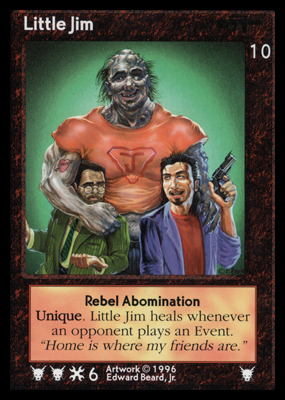 Little Jim
10
Rebel Abomination
Unique. Little Jim heals whenever
an opponent plays an Event.
“Home is where my friends are.”
6
Artwork © 1996
Edward Beard, Jr.